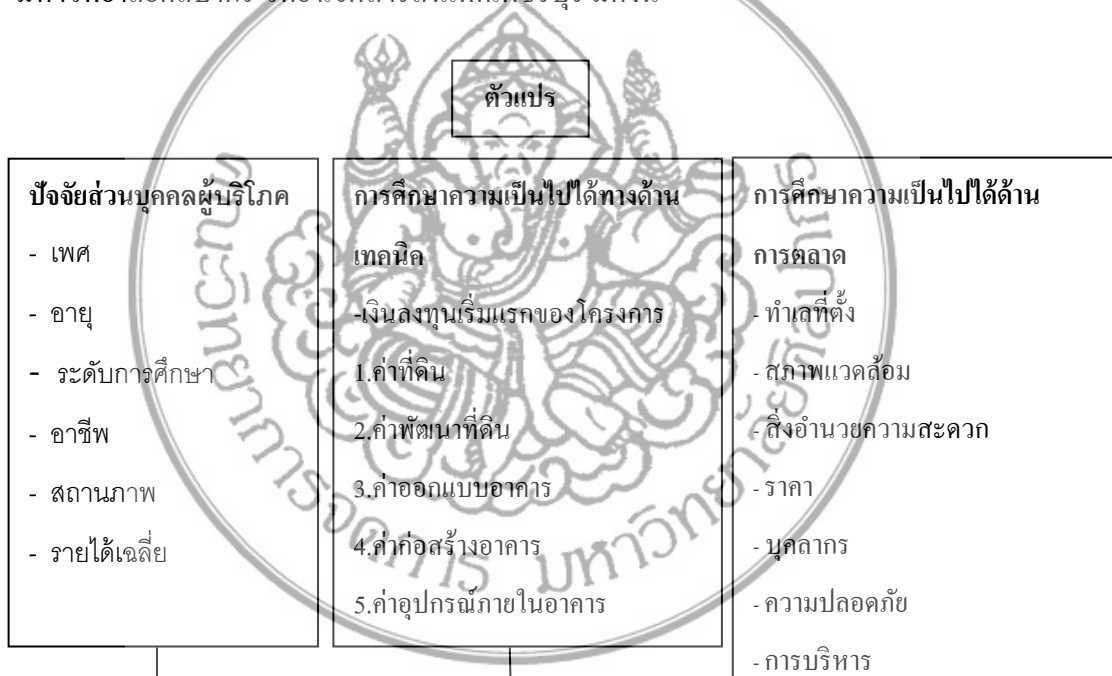 ตัวแปร
ปัจจัยส่วนบุคคลผู้บริโภค
- เพศ
- อายุ
- ระดับการศึกษา
- อาชีพ
- สถานภาพ
- รายได้เฉลี่ย
การศึกษาความเป็นไปได้ทางด้าน
เทคนิค
-เงินลงทุนเริ่มแรกของโครงการ
1.ค่าที่ดิน
2.ค่าพัฒนาที่ดิน
3.ค่าออกแบบอาคาร
4.ค่าก่อสร้างอาคาร
5.ค่าอุปกรณ์ภายในอาคาร
การศึกษาความเป็นไปได้ด้าน
การตลาด
- ทำเลที่ตั้ง
- สภาพแวดล้อม
- สิ่งอำนวยความสะดวก
- ราคา
- บุคลากร
- ความปลอดภัย
- การบริหาร